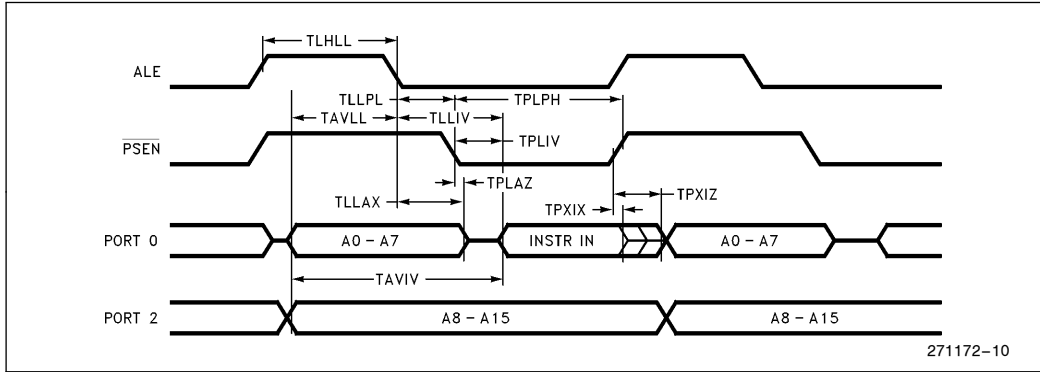 TLHLL
ALE
TLLPL TPLPH
TAVLL TLLIV
PSEN TPLIV
TPLAZ
TLLAX TPXIX TPXIZ
PORT 0 A0 – A7 INSTR IN A0 – A7
TAVIV
PORT 2 A8 – A15 A8 – A15
271172–10